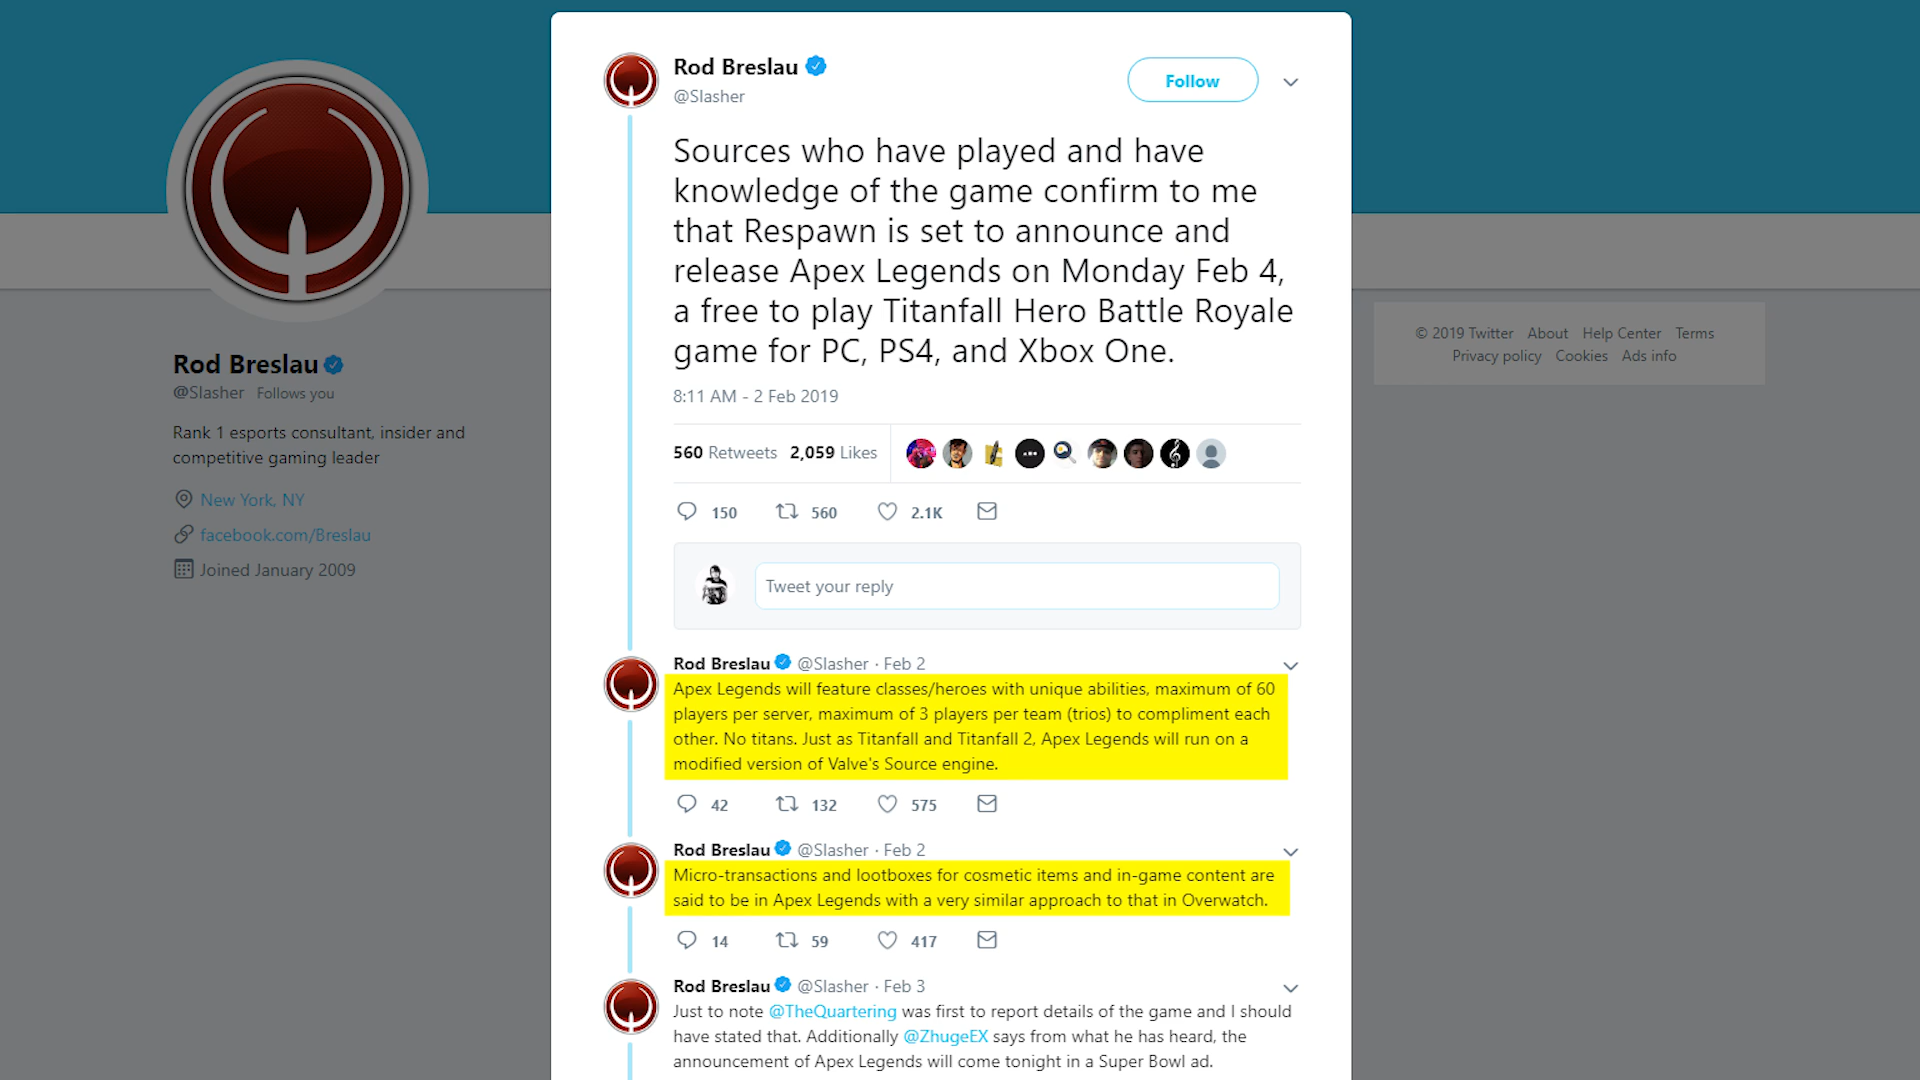 Rod Breslau
@Slasher
Follow
Sources who have played and have
knowledge of the game confirm to me
that Respawn is set to announce and
release Apex Legends on Monday Feb 4,
a free to play Titanfall Hero Battle Royale
game for PC, PS4, and Xbox One.
8:11 AM - 2 Feb 2019
560 Retweets 2,059 Likes
150 560 2.1K
Tweet your reply
Rod Breslau @Slasher · Feb 2
Apex Legends will feature classes/heroes with unique abilities, maximum of 60
players per server, maximum of 3 players per team (trios) to compliment each
other. No titans. Just as Titanfall and Titanfall 2, Apex Legends will run on a
modified version of Valve's Source engine.
42 132 575
Rod Breslau @Slasher · Feb 2
Micro-transactions and lootboxes for cosmetic items and in-game content are
said to be in Apex Legends with a very similar approach to that in Overwatch.
14 59 417
Rod Breslau @Slasher · Feb 3
Just to note @TheQuartering was first to report details of the game and I should
have stated that. Additionally @ZhugeEX says from what he has heard, the
announcement of Apex Legends will come tonight in a Super Bowl ad.
Rod Breslau
@Slasher Follows you
Rank 1 esports consultant, insider and
competitive gaming leader
New York, NY
facebook.com/Breslau
Joined January 2009
© 2019 Twitter About Help Center Terms
Privacy policy Cookies Ads info